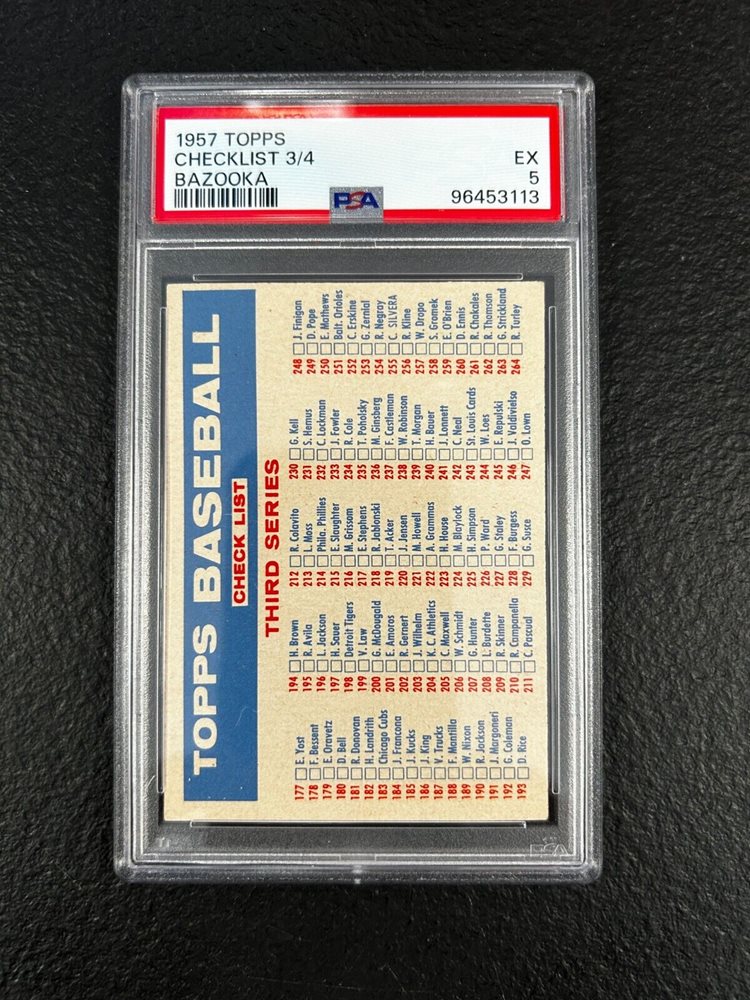 1957 TOPPS
CHECKLIST 3/4 EX
BAZOOKA 5
PSA 96453113
TOPPS BASEBALL
CHECK LIST
THIRD SERIES
177 E. Yost
178 F. Bessent
179 E. Oravetz
180 D. Bell
181 R. Donovan
182 H. Landrith
183 Chicago Cubs
184 J. Francona
185 J. Kucks
186 J. King
187 V. Trucks
188 F. Mantilla
189 W. Nixon
190 R. Jackson
191 J. Margoneri
192 G. Coleman
193 D. Rice
194 H. Brown
195 R. Avila
196 L. Jackson
197 H. Sauer
198 Detroit Tigers
199 V. Law
200 G. McDougald
201 E. Amoros
202 R. Gernert
203 J. Wilhelm
204 K. C. Athletics
205 C. Maxwell
206 W. Schmidt
207 G. Hunter
208 L. Burdette
209 R. Skinner
210 R. Campanella
211 C. Pascual
212 R. Colavito
213 L. Moss
214 Phila. Phillies
215 E. Slaughter
216 M. Grissom
217 E. Stephens
218 R. Jablonski
219 T. Acker
220 J. Jensen
221 M. Howell
222 A. Grammas
223 H. House
224 M. Blaylock
225 H. Simpson
226 P. Ward
227 G. Staley
228 F. Burgess
229 G. Susce
230 G. Kell
231 S. Hemus
232 C. Lockman
233 J. Fowler
234 R. Cole
235 T. Poholsky
236 M. Ginsberg
237 F. Castleman
238 W. Robinson
239 T. Morgan
240 H. Bauer
241 J. Lonnett
242 C. Neal
243 St. Louis Cards
244 W. Loes
245 E. Repulski
246 J. Valdivielso
247 O. Lown
248 J. Finigan
249 D. Pope
250 E. Mathews
251 Balt. Orioles
252 C. Erskine
253 G. Zernial
254 R. Negray
255 C. SILVERA
256 R. Kline
257 W. Dropo
258 S. Gromek
259 E. O'Brien
260 D. Ennis
261 R. Chakales
262 R. Thomson
263 G. Strickland
264 R. Turley
PSA